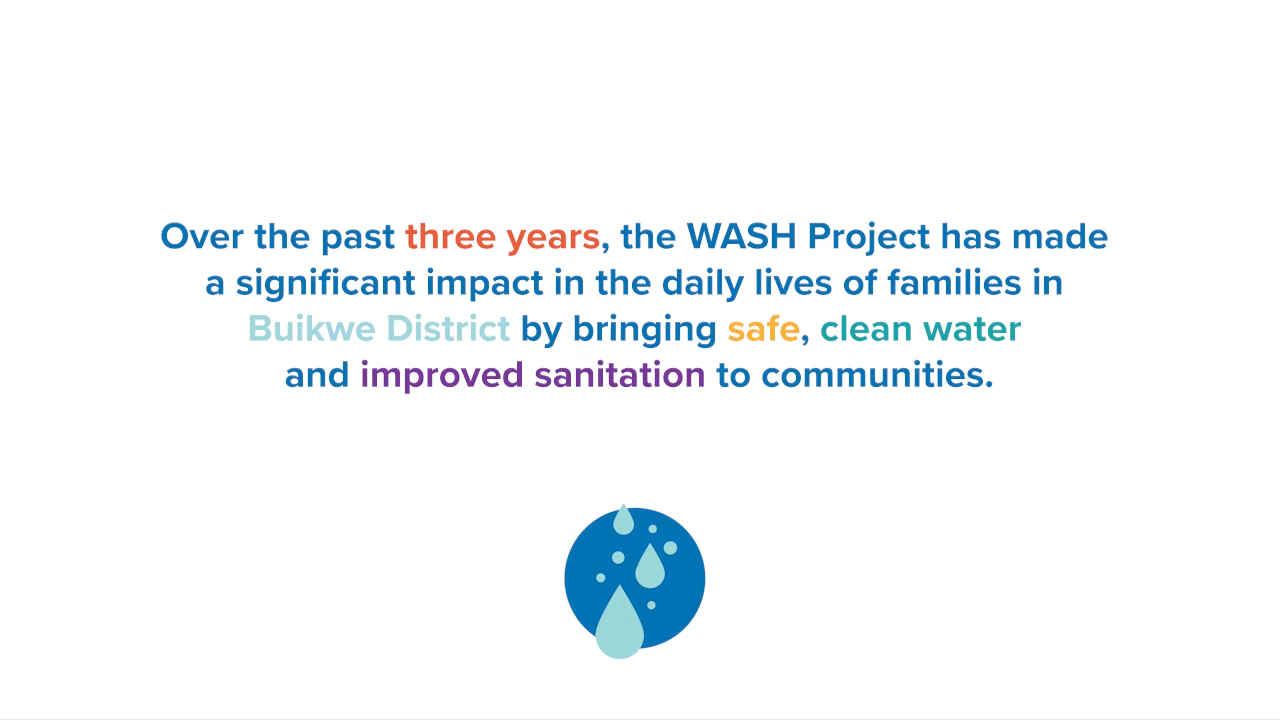 Over the past three years, the WASH Project has made
a significant impact in the daily lives of families in
Buikwe District by bringing safe, clean water
and improved sanitation to communities.